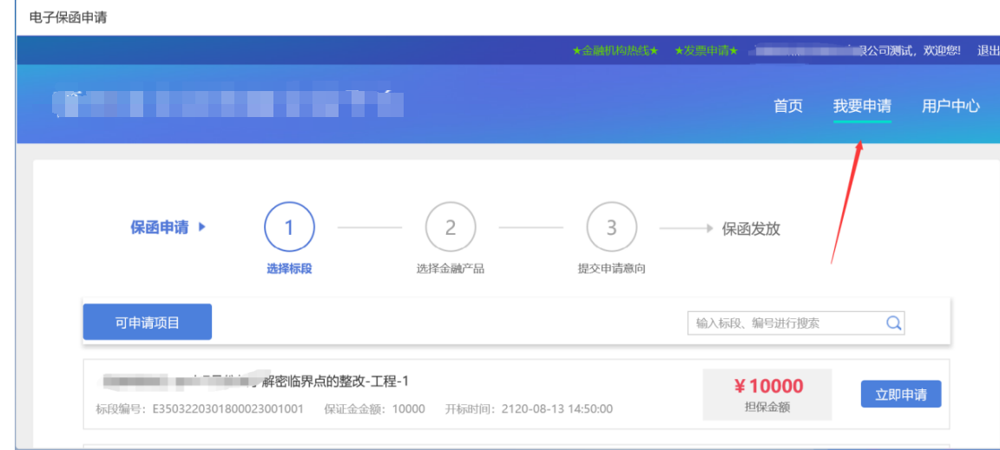 电子保函申请
★金融机构热线★ ★发票申请★ 公司测试, 欢迎您! 退出
首页 我要申请 用户中心
保函申请 1 2 3 保函发放
选择标段 选择金融产品 提交申请意向
可申请项目 输入标段、编号进行搜索
解密临界点的整改-工程-1
¥10000
立即申请
标段编号: E3503220301800023001001 保证金金额: 10000 开标时间: 2120-08-13 14:50:00
担保金额